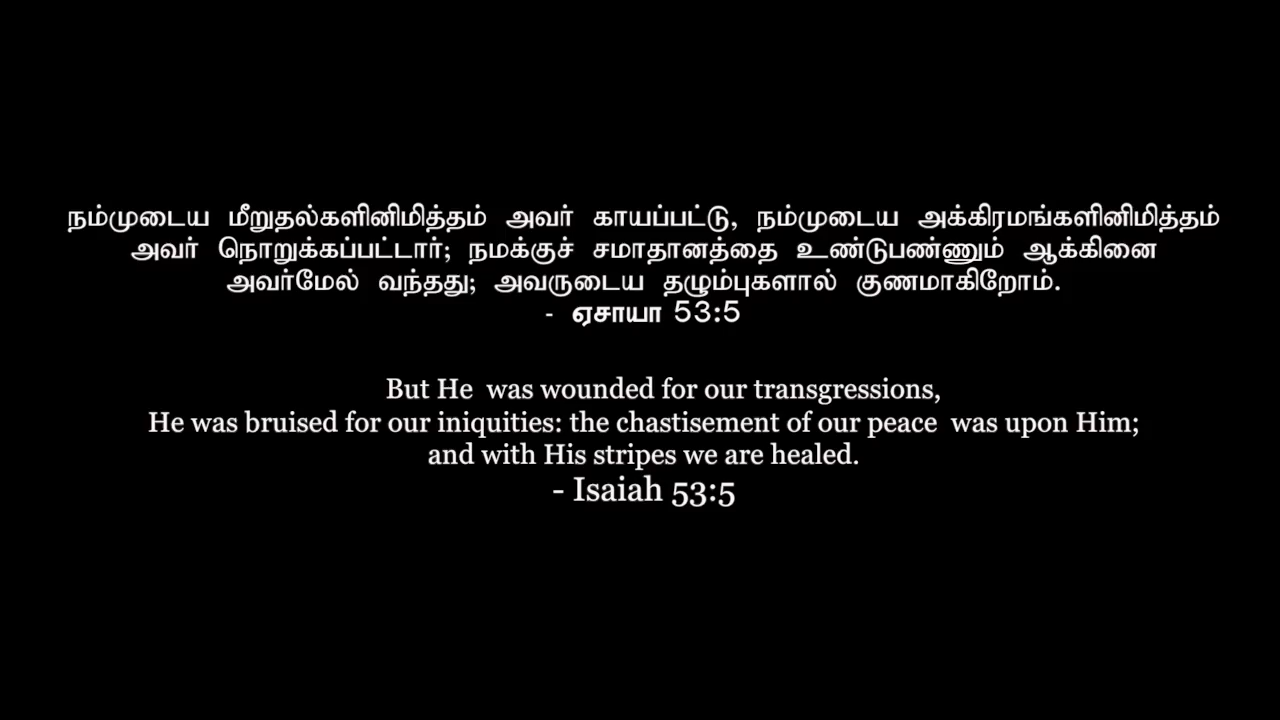 நம்முடைய மீறுதல்களினிமித்தம் அவர் காயப்பட்டு, நம்முடைய அக்கிரமங்களினிமித்தம்
அவர் நொறுக்கப்பட்டார்; நமக்குச் சமாதானத்தை உண்டுபண்ணும் ஆக்கினை
அவர்மேல் வந்தது; அவருடைய தழும்புகளால் குணமாகிறோம்.
- ஏசாயா 53:5
But He was wounded for our transgressions,
He was bruised for our iniquities: the chastisement of our peace was upon Him;
and with His stripes we are healed.
- Isaiah 53:5